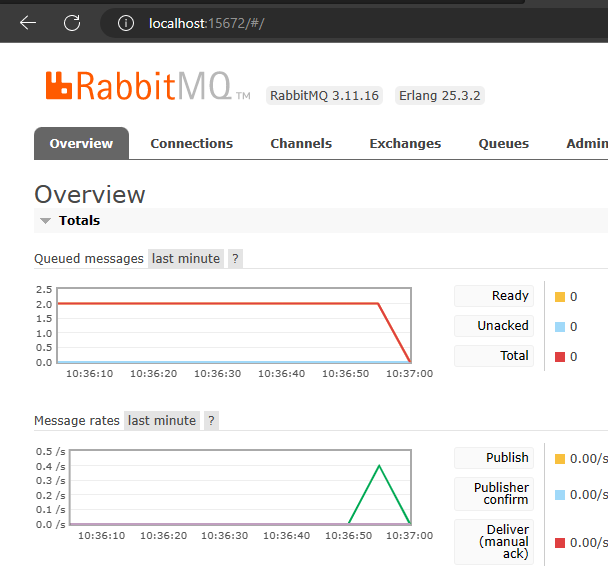 localhost:15672/#/
RabbitMQ™ RabbitMQ 3.11.16 Erlang 25.3.2
Overview Connections Channels Exchanges Queues Admin
Overview
Totals
Queued messages last minute ?
2.5
2.0
1.5
1.0
0.5
0.0
10:36:10 10:36:20 10:36:30 10:36:40 10:36:50 10:37:00
Ready 0
Unacked 0
Total 0
Message rates last minute ?
0.5 /s
0.4 /s
0.3 /s
0.2 /s
0.1 /s
0.0 /s
10:36:10 10:36:20 10:36:30 10:36:40 10:36:50 10:37:00
Publish 0.00/s
Publisher
confirm 0.00/s
Deliver
(manual 0.00/s
ack)